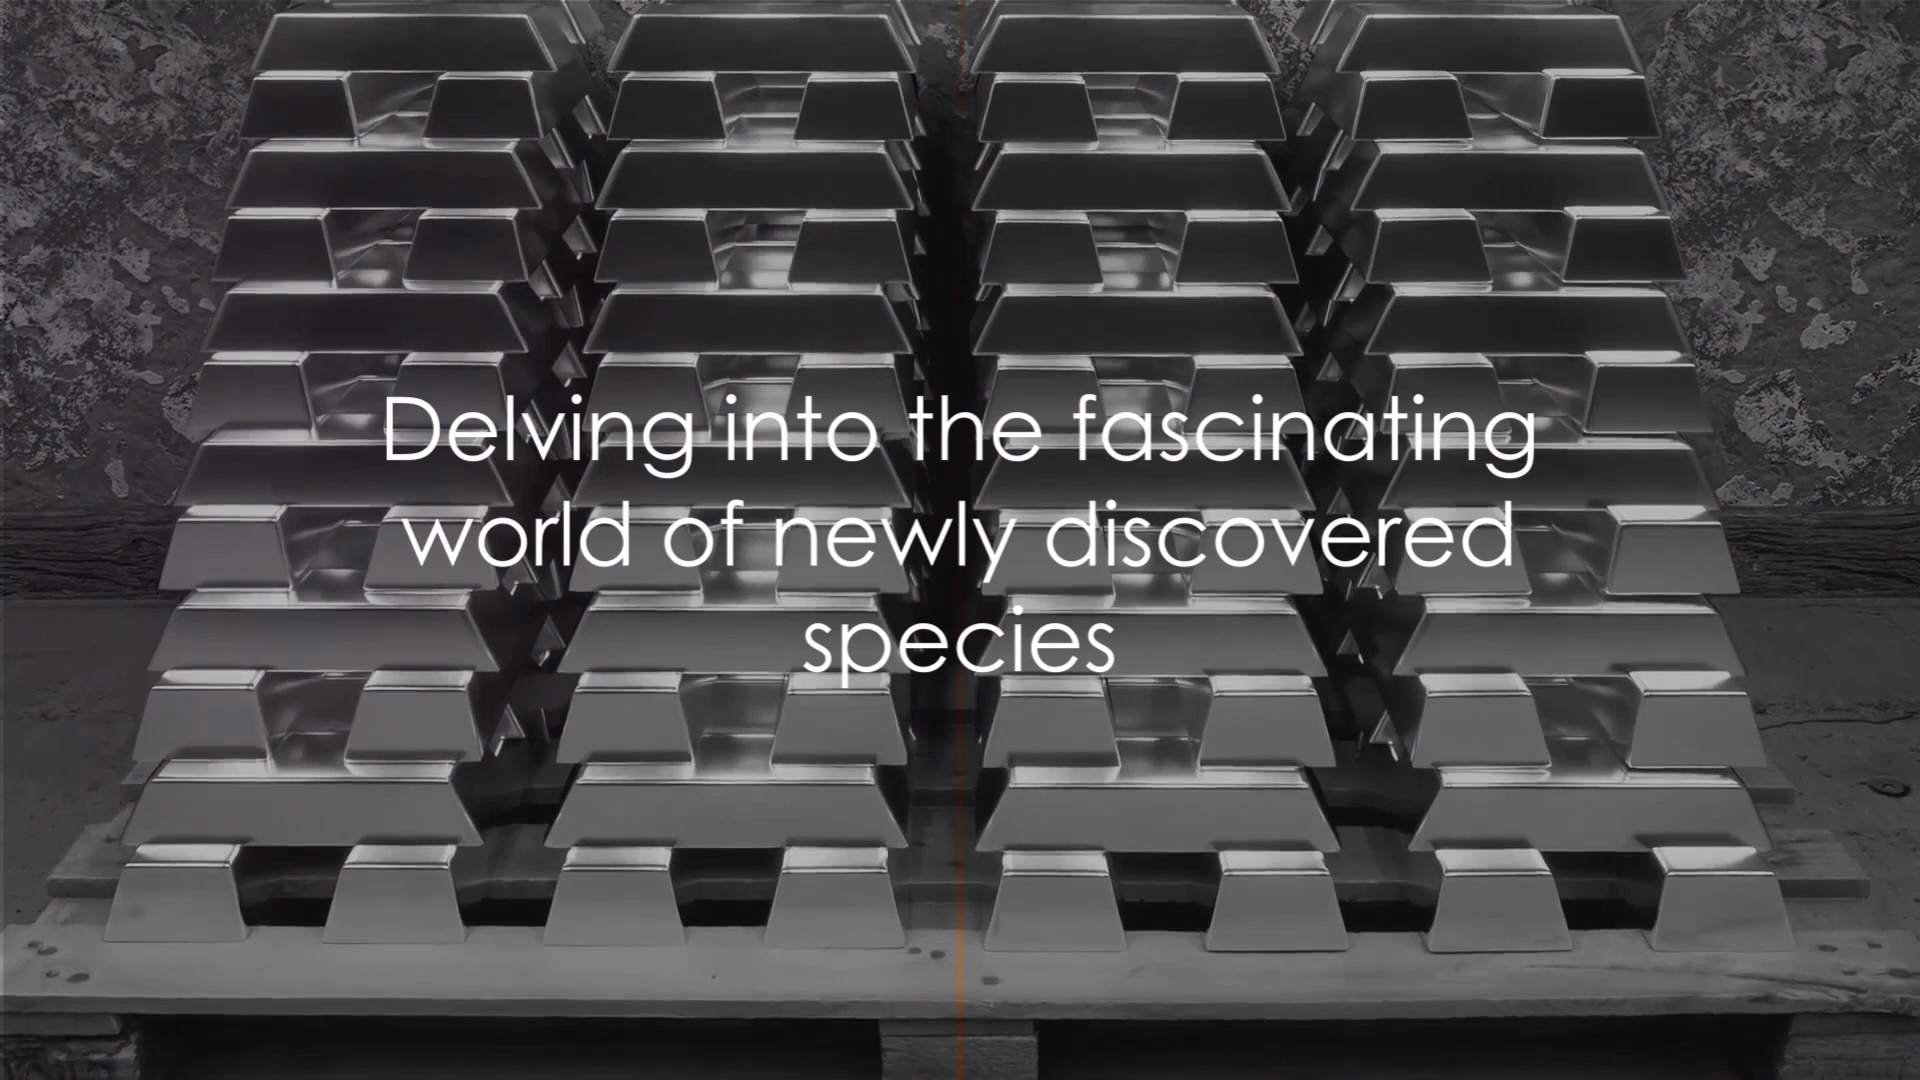 Delving into the fascinating
world of newly discovered
species